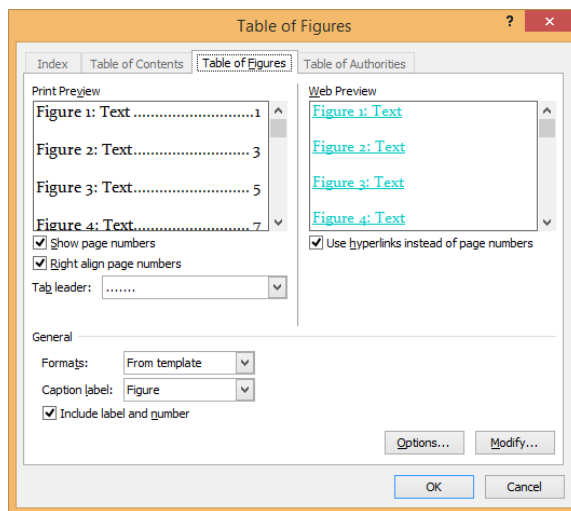 Table of Figures
? ×
Index Table of Contents Table of Figures Table of Authorities
Print Preview
Figure 1: Text ............................1
Figure 2: Text ........................... 3
Figure 3: Text ........................... 5
Figure 4: Text........................... 7
Show page numbers
Right align page numbers
Tab leader: .......
Web Preview
Figure 1: Text
Figure 2: Text
Figure 3: Text
Figure 4: Text
Use hyperlinks instead of page numbers
General
Formats: From template
Caption label: Figure
Include label and number
Options... Modify...
OK Cancel